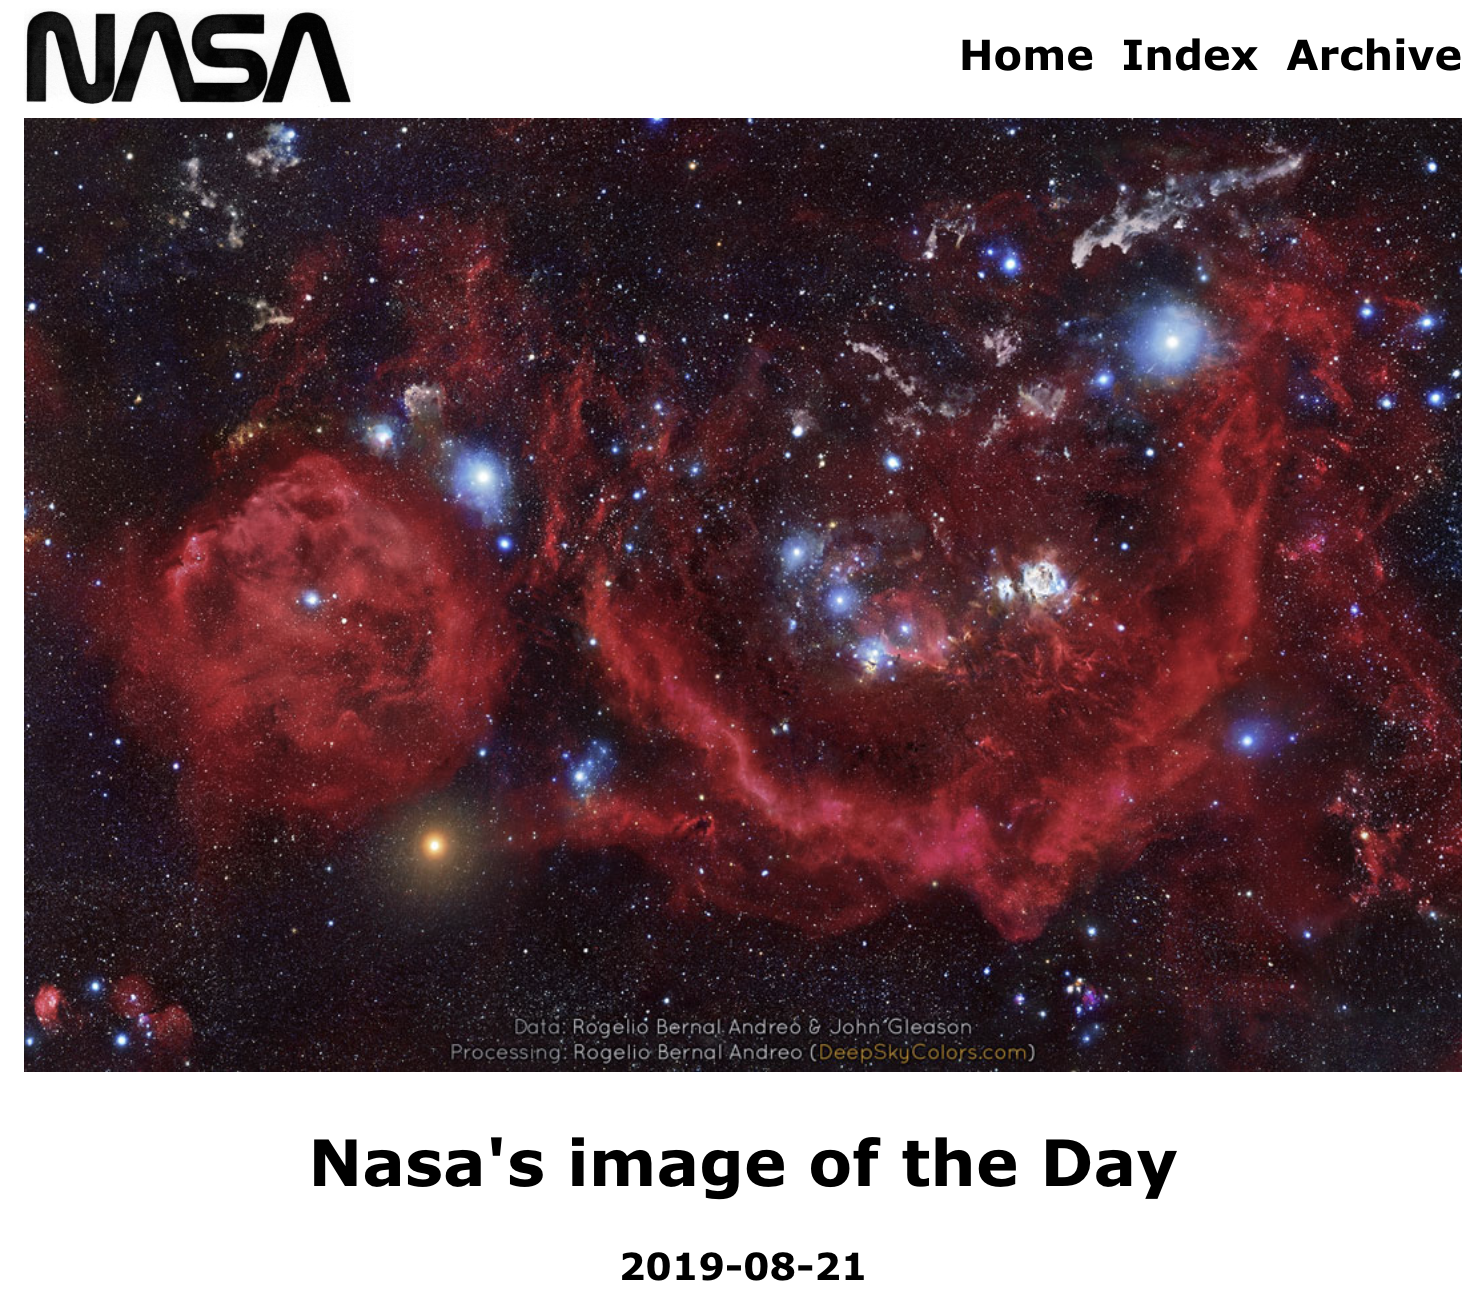 NASA
Home Index Archive
Data: Rogelio Bernal Andreo & John Gleason
Processing: Rogelio Bernal Andreo (DeepSkyColors.com)
Nasa's image of the Day
2019-08-21